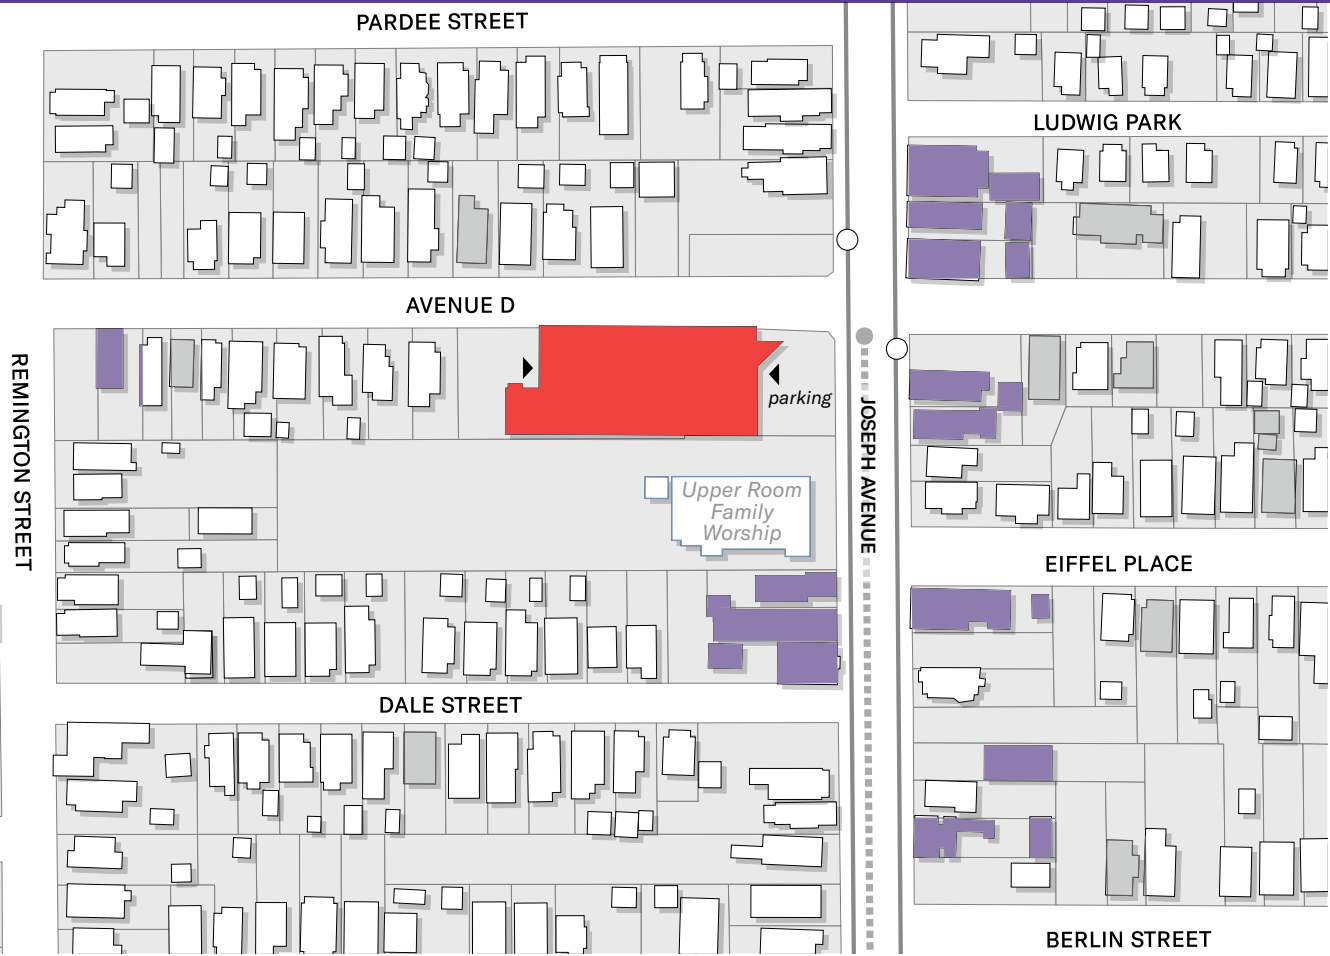 PARDEE STREET
LUDWIG PARK
AVENUE D
REMINGTON STREET
parking
JOSEPH AVENUE
Upper Room
Family
Worship
EIFFEL PLACE
DALE STREET
BERLIN STREET